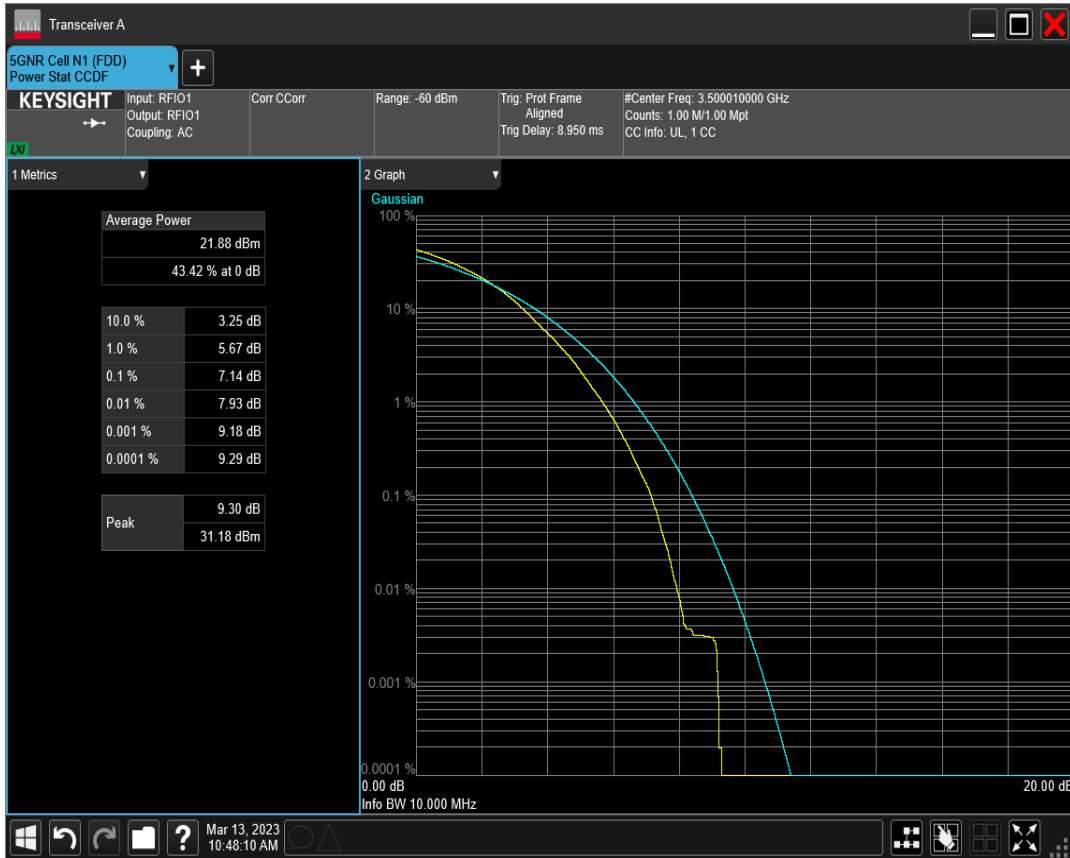 Transceiver A
5GNR Cell N1 (FDD)
Power Stat CCDF
+
KEYSIGHT
LXI
Input: RFIO1
Output: RFIO1
Coupling: AC
Corr CCorr
Range: -60 dBm
Trig: Prot Frame
Aligned
Trig Delay: 8.950 ms
#Center Freq: 3.500010000 GHz
Counts: 1.00 M/1.00 Mpt
CC Info: UL, 1 CC
1 Metrics
Average Power
21.88 dBm
43.42 % at 0 dB
10.0 % 3.25 dB
1.0 % 5.67 dB
0.1 % 7.14 dB
0.01 % 7.93 dB
0.001 % 9.18 dB
0.0001 % 9.29 dB
Peak
9.30 dB
31.18 dBm
2 Graph
Gaussian
100 %
10 %
1 %
0.1 %
0.01 %
0.001 %
0.0001 %
0.00 dB 20.00 dB
Info BW 10.000 MHz
?
Mar 13, 2023
10:48:10 AM